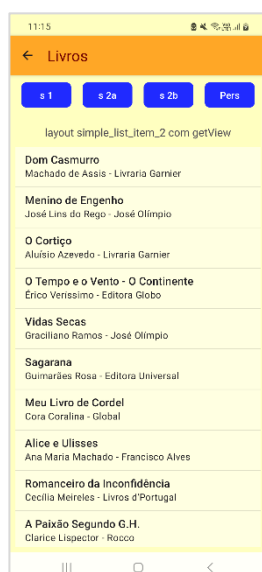 11:15
Livros
s 1 s 2a s 2b Pers
layout simple_list_item_2 com getView
Dom Casmurro
Machado de Assis - Livraria Garnier
Menino de Engenho
José Lins do Rego - José Olímpio
O Cortiço
Aluísio Azevedo - Livraria Garnier
O Tempo e o Vento - O Continente
Érico Veríssimo - Editora Globo
Vidas Secas
Graciliano Ramos - José Olímpio
Sagarana
Guimarães Rosa - Editora Universal
Meu Livro de Cordel
Cora Coralina - Global
Alice e Ulisses
Ana Maria Machado - Francisco Alves
Romanceiro da Inconfidência
Cecília Meireles - Livros d'Portugal
A Paixão Segundo G.H.
Clarice Lispector - Rocco